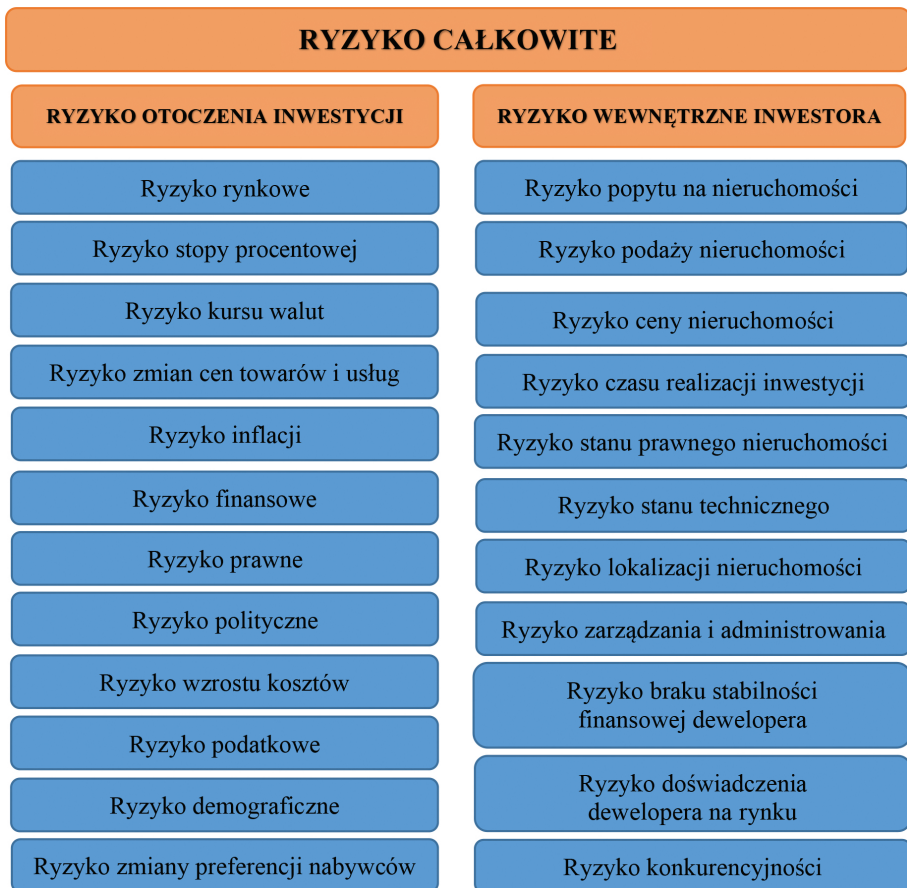 RYZYKO CAŁKOWITE
RYZYKO OTOCZENIA INWESTYCJI
Ryzyko rynkowe
Ryzyko stopy procentowej
Ryzyko kursu walut
Ryzyko zmian cen towarów i usług
Ryzyko inflacji
Ryzyko finansowe
Ryzyko prawne
Ryzyko polityczne
Ryzyko wzrostu kosztów
Ryzyko podatkowe
Ryzyko demograficzne
Ryzyko zmiany preferencji nabywców
RYZYKO WEWNĘTRZNE INWESTORA
Ryzyko popytu na nieruchomości
Ryzyko podaży nieruchomości
Ryzyko ceny nieruchomości
Ryzyko czasu realizacji inwestycji
Ryzyko stanu prawnego nieruchomości
Ryzyko stanu technicznego
Ryzyko lokalizacji nieruchomości
Ryzyko zarządzania i administrowania
Ryzyko braku stabilności
finansowej dewelopera
Ryzyko doświadczenia
dewelopera na rynku
Ryzyko konkurencyjności